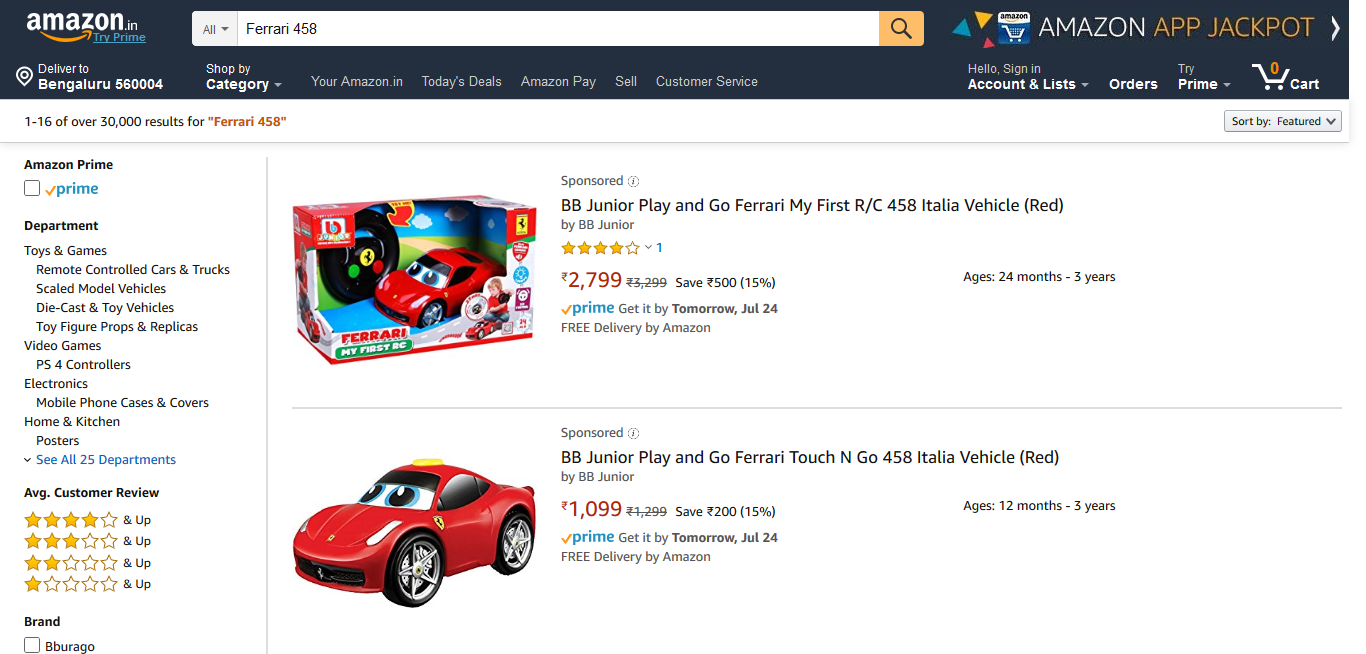 amazon.in
Try Prime
All
Ferrari 458
amazon
AMAZON APP JACKPOT
Deliver to
Bengaluru 560004
Shop by
Category
Your Amazon.in
Today's Deals
Amazon Pay
Sell
Customer Service
Hello, Sign in
Account & Lists
Orders
Try
Prime
0
Cart
1-16 of over 30,000 results for "Ferrari 458"
Sort by: Featured
Amazon Prime
prime
Department
Toys & Games
Remote Controlled Cars & Trucks
Scaled Model Vehicles
Die-Cast & Toy Vehicles
Toy Figure Props & Replicas
Video Games
PS 4 Controllers
Electronics
Mobile Phone Cases & Covers
Home & Kitchen
Posters
See All 25 Departments
Avg. Customer Review
& Up
& Up
& Up
& Up
Brand
Bburago
TRY ME!
JUNIOR
FERRARI
MY FIRST RC
Sponsored
BB Junior Play and Go Ferrari My First R/C 458 Italia Vehicle (Red)
by BB Junior
1
₹2,799 ₹3,299 Save ₹500 (15%)
prime Get it by Tomorrow, Jul 24
FREE Delivery by Amazon
Ages: 24 months - 3 years
Sponsored
BB Junior Play and Go Ferrari Touch N Go 458 Italia Vehicle (Red)
by BB Junior
₹1,099 ₹1,299 Save ₹200 (15%)
prime Get it by Tomorrow, Jul 24
FREE Delivery by Amazon
Ages: 12 months - 3 years